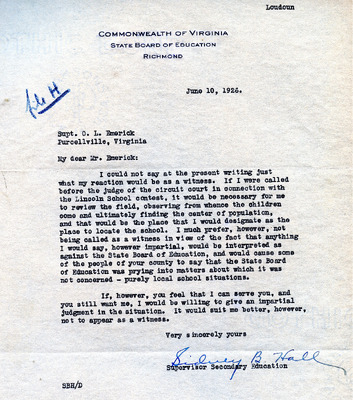 Loudoun
COMMONWEALTH OF VIRGINIA
STATE BOARD OF EDUCATION
RICHMOND
June 10, 1926.
file H
Supt. O. L. Emerick
Purcellville, Virginia
My dear Mr. Emerick:
I could not say at the present writing just
what my reaction would be as a witness. If I were called
before the judge of the circuit court in connection with
the Lincoln School contest, it would be necessary for me
to review the field, observing from whence the children
come and ultimately finding the center of population,
and that would be the place that I would designate as the
place to locate the school. I much prefer, however, not
being called as a witness in view of the fact that anything
I would say, however impartial, would be interpreted as
against the State Board of Education, and would cause some
of the people of your county to say that the State Board
of Education was prying into matters about which it was
not concerned - purely local school situations.
If, however, you feel that I can serve you, and
you still want me, I would be willing to give an impartial
judgment in the situation. It would suit me better, however,
not to appear as a witness.
Very sincerely yours
Sidney B. Hall
Supervisor Secondary Education
SBH/D